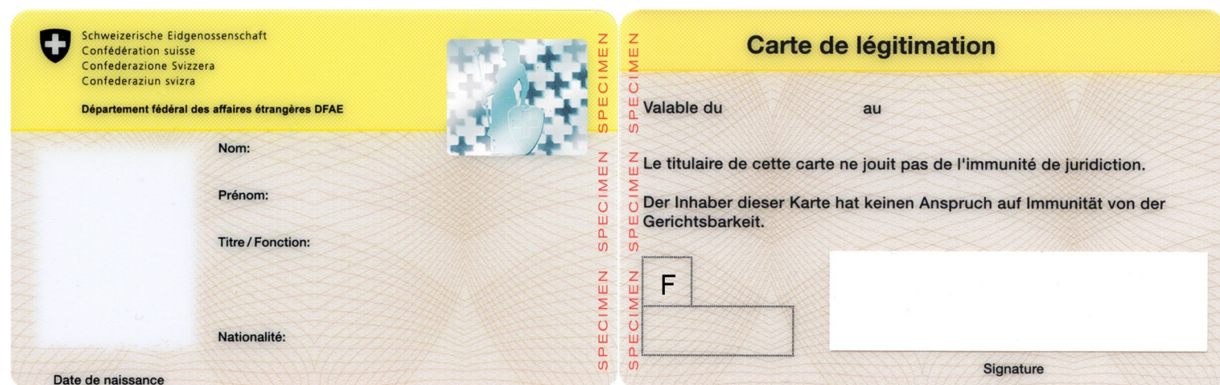 Schweizerische Eidgenossenschaft
Confédération suisse
Confederazione Svizzera
Confederaziun svizra
Département fédéral des affaires étrangères DFAE
Nom:
Prénom:
Titre / Fonction:
Nationalité:
Date de naissance
SPECIMEN SPECIMEN SPECIMEN
SPECIMEN SPECIMEN SPECIMEN
Carte de légitimation
Valable du au
Le titulaire de cette carte ne jouit pas de l'immunité de juridiction.
Der Inhaber dieser Karte hat keinen Anspruch auf Immunität von der
Gerichtsbarkeit.
F
Signature